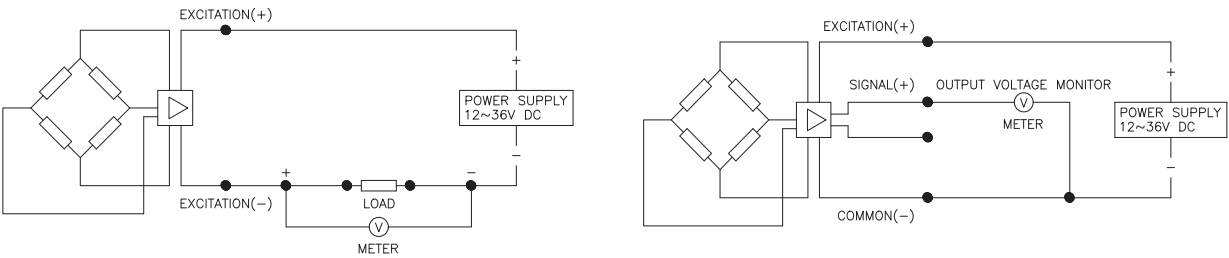 EXCITATION(+)
+
POWER SUPPLY
12~36V DC
−
+
−
EXCITATION(−)
LOAD
V
METER
EXCITATION(+)
+
SIGNAL(+)
OUTPUT VOLTAGE MONITOR
V
METER
POWER SUPPLY
12~36V DC
−
COMMON(−)